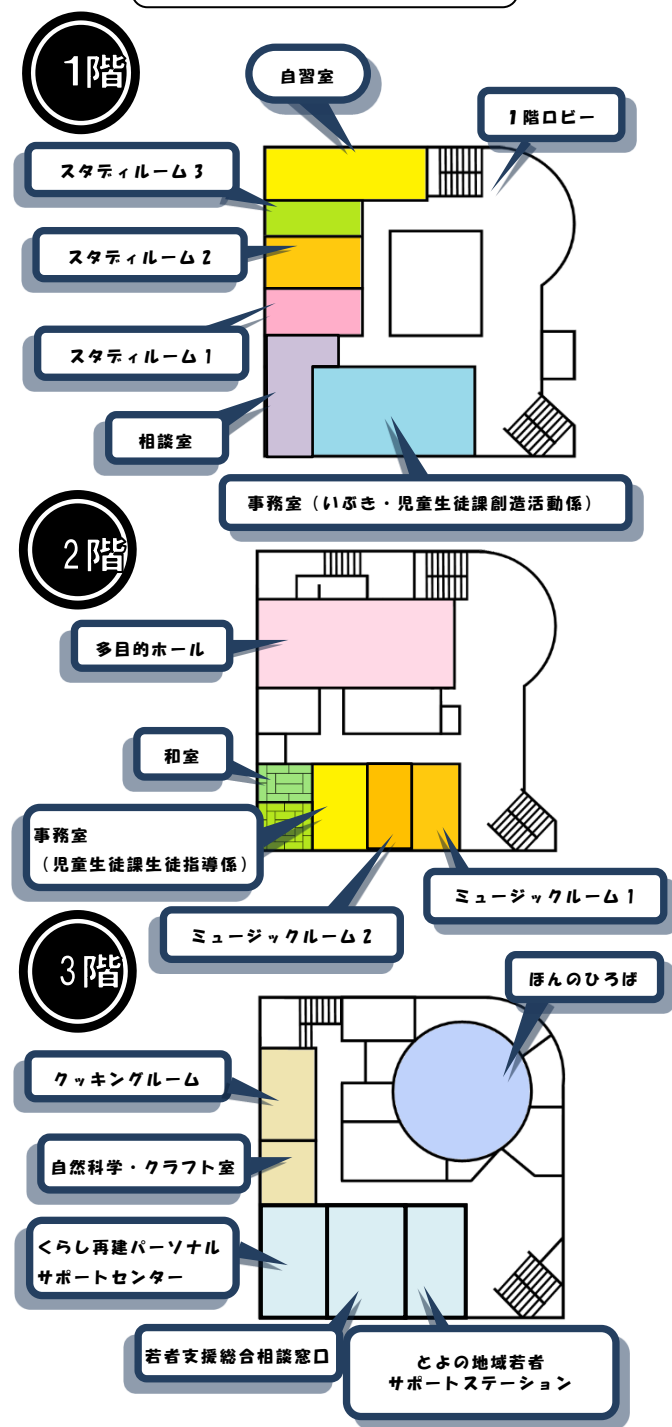 1階
自習室
1階ロビー
スタディルーム3
スタディルーム2
スタディルーム1
相談室
事務室(いぶき・児童生徒課創造活動係)
2階
多目的ホール
和室
事務室
(児童生徒課生徒指導係)
ミュージックルーム1
ミュージックルーム2
3階
ほんのひろば
クッキングルーム
自然科学・クラフト室
くらし再建パーソナル
サポートセンター
若者支援総合相談窓口
とよの地域若者
サポートステーション